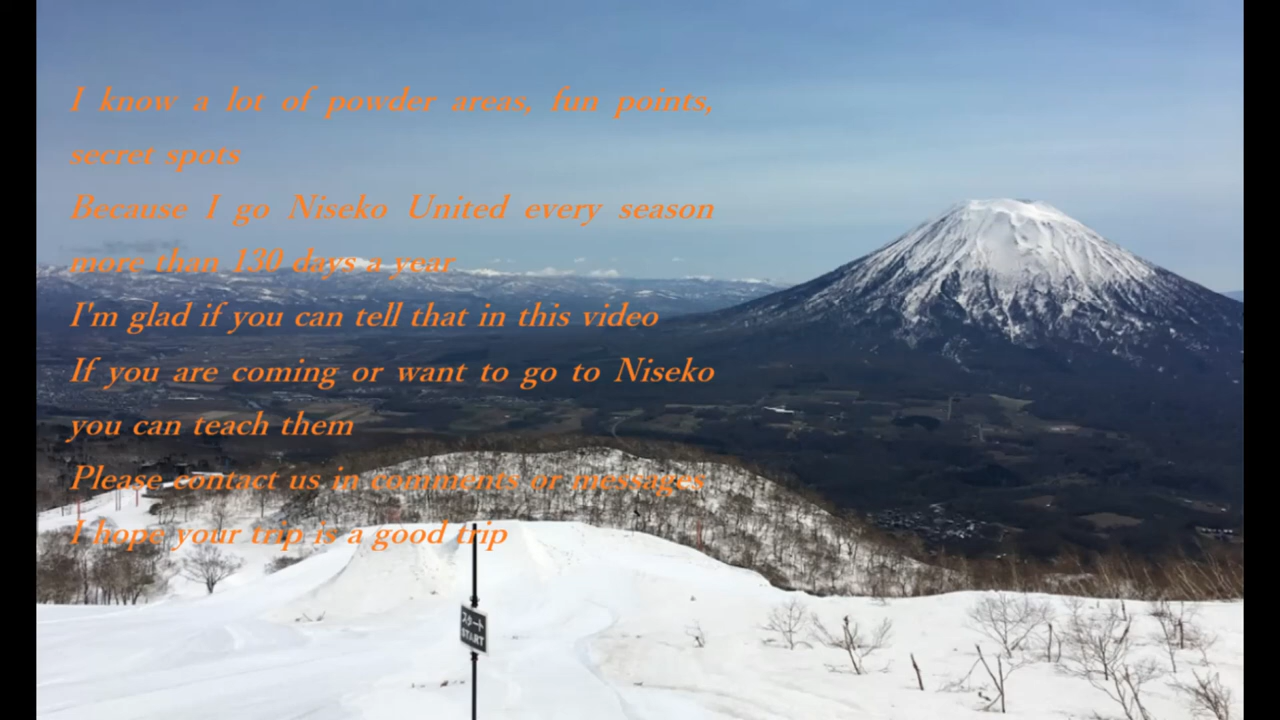 I know a lot of powder areas, fun points,
secret spots
Because I go Niseko United every season
more than 130 days a year
I'm glad if you can tell that in this video
If you are coming or want to go to Niseko
you can teach them
Please contact us in comments or messages
I hope your trip is a good trip
スタート
START